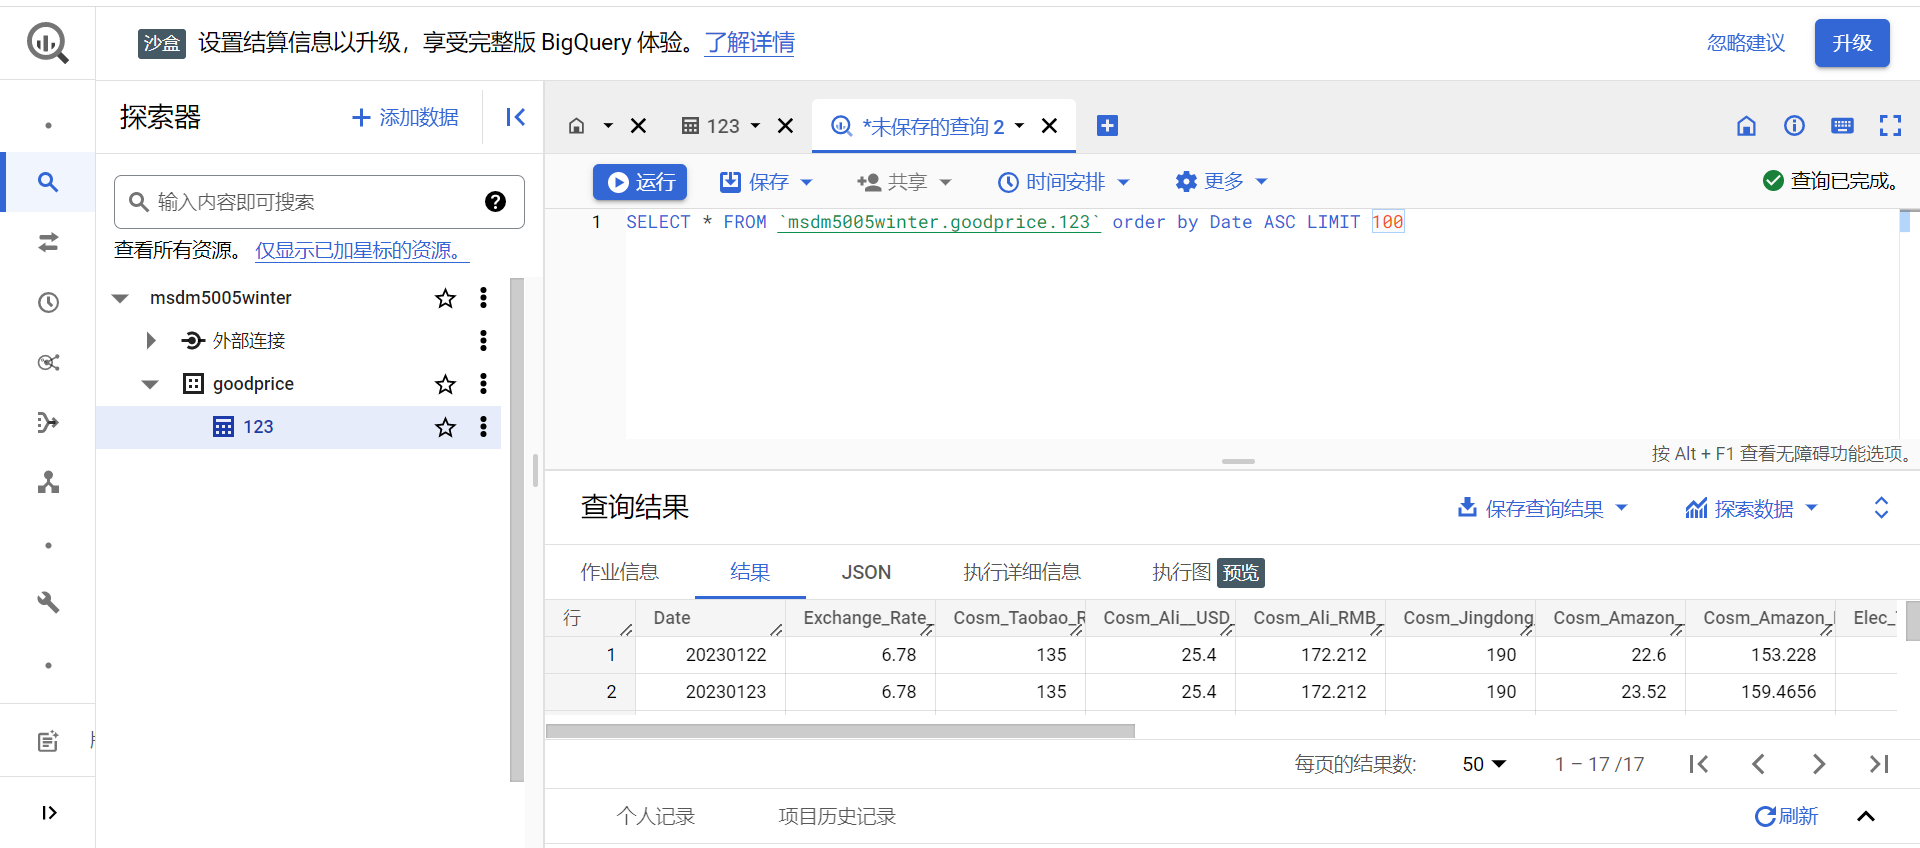 沙盒 设置结算信息以升级，享受完整版 BigQuery 体验。 了解详情 忽略建议 升级
探索器 添加数据
输入内容即可搜索
查看所有资源。 仅显示已加星标的资源。
msdm5005winter
外部连接
goodprice
123
123 *未保存的查询 2
运行 保存 共享 时间安排 更多 查询已完成。
1 SELECT * FROM `msdm5005winter.goodprice.123` order by Date ASC LIMIT 100
按 Alt + F1 查看无障碍功能选项。
查询结果 保存查询结果 探索数据
作业信息 结果 JSON 执行详细信息 执行图 预览
行 Date Exchange_Rate_ Cosm_Taobao_R Cosm_Ali__USD_ Cosm_Ali_RMB_ Cosm_Jingdong_ Cosm_Amazon_ Cosm_Amazon_ Elec_
1 20230122 6.78 135 25.4 172.212 190 22.6 153.228
2 20230123 6.78 135 25.4 172.212 190 23.52 159.4656
每页的结果数: 50 1 – 17 /17
个人记录 项目历史记录 刷新